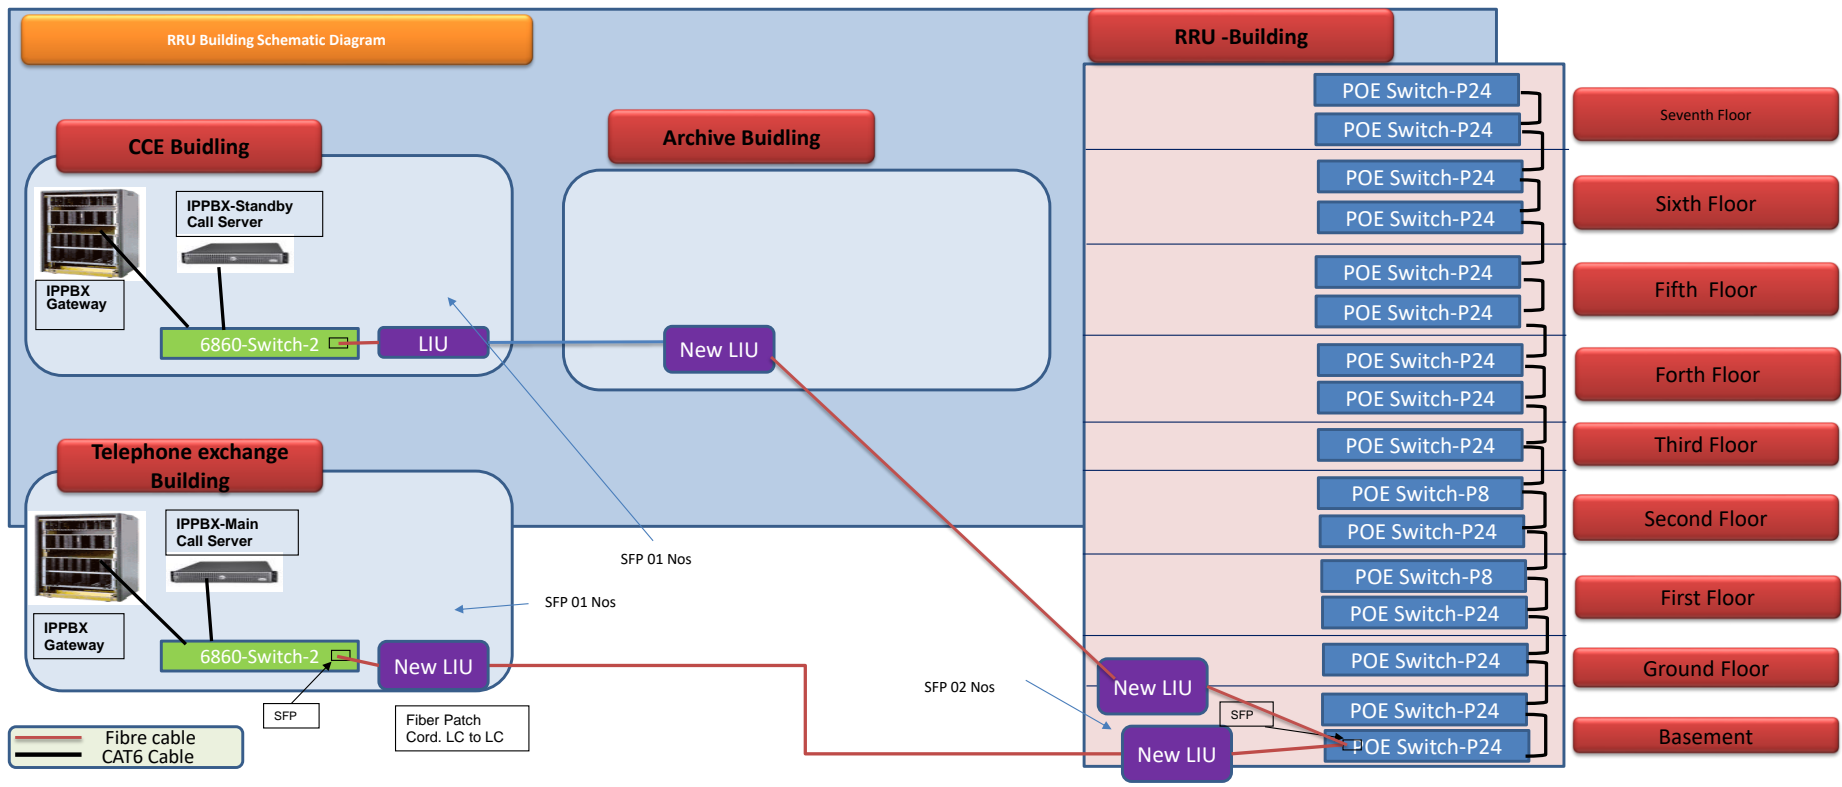 RRU Building Schematic Diagram
RRU -Building
CCE Buidling
Archive Buidling
IPPBX-Standby
Call Server
IPPBX
Gateway
6860-Switch-2
LIU
New LIU
Telephone exchange
Building
IPPBX-Main
Call Server
IPPBX
Gateway
6860-Switch-2
New LIU
SFP
Fiber Patch
Cord. LC to LC
SFP 01 Nos
SFP 01 Nos
SFP 02 Nos
Fibre cable
CAT6 Cable
POE Switch-P24
POE Switch-P24
Seventh Floor
POE Switch-P24
POE Switch-P24
Sixth Floor
POE Switch-P24
POE Switch-P24
Fifth  Floor
POE Switch-P24
POE Switch-P24
Forth Floor
POE Switch-P24
Third Floor
POE Switch-P8
POE Switch-P24
Second Floor
POE Switch-P8
POE Switch-P24
First Floor
POE Switch-P24
Ground Floor
New LIU
SFP
POE Switch-P24
POE Switch-P24
New LIU
Basement